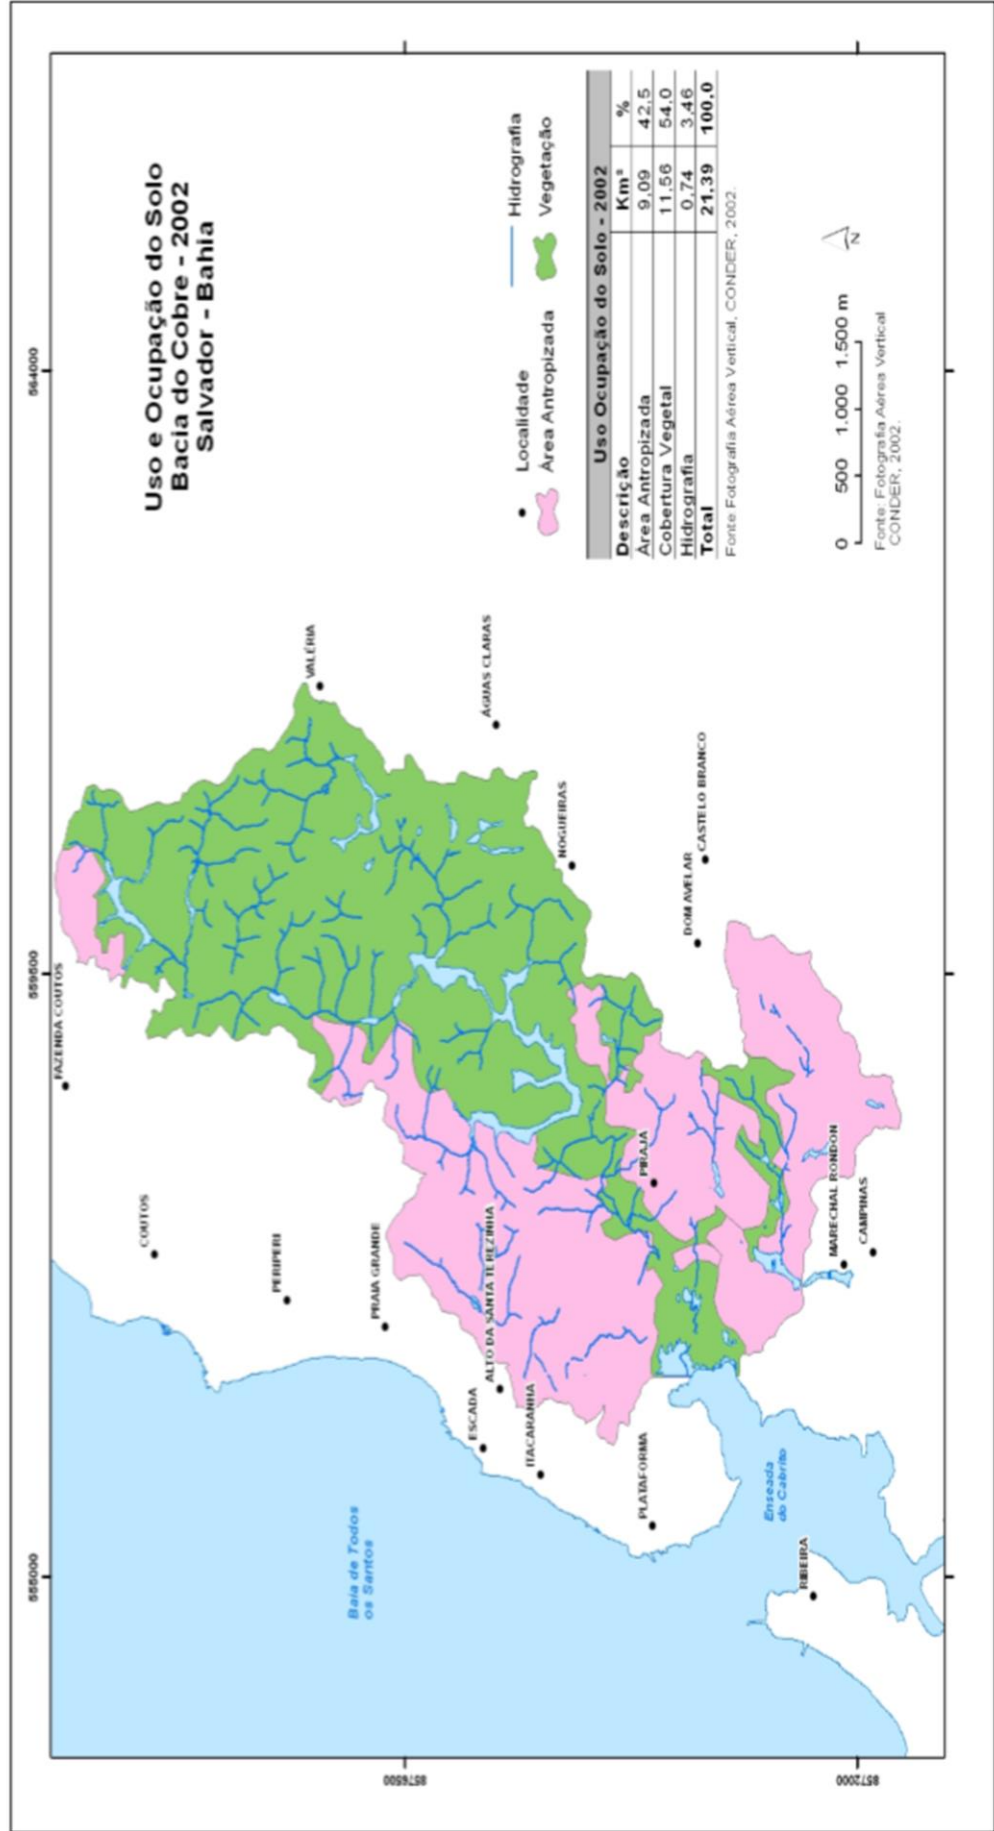 Uso e Ocupação do Solo
Bacia do Cobre - 2002
Salvador - Bahia
Localidade
Hidrografia
Área Antropizada
Vegetação
Uso Ocupação do Solo - 2002
Descrição Km² %
Área Antropizada 9,09 42,5
Cobertura Vegetal 11,56 54,0
Hidrografia 0,74 3,46
Total 21,39 100,0
Fonte Fotografia Aérea Vertical, CONDER, 2002.
0 500 1.000 1.500 m
N
Fonte: Fotografia Aérea Vertical
CONDER, 2002.
555000
559500
564000
8576500
8572000
FAZENDA COUTOS
COUTOS
PERIPERI
PRAIA GRANDE
ALTO DA SANTA TEREZINHA
ESCADA
ITACARANHA
PLATAFORMA
RIBEIRA
PIRAJÁ
MARECHAL RONDON
CAMPINAS
DOM AVELAR
CASTELO BRANCO
NOGUEIRAS
ÁGUAS CLARAS
VALÉRIA
Baia de Todos
os Santos
Enseada
do Cabrito